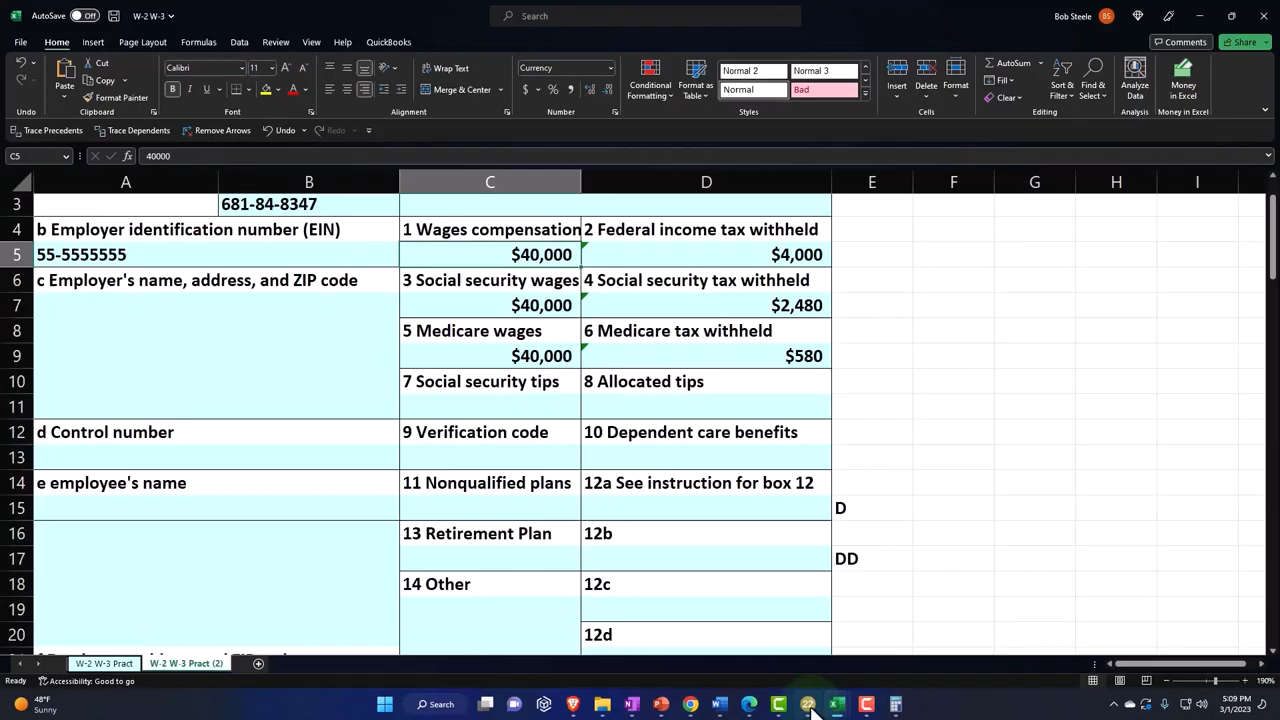 AutoSave Off W-2 W-3 Search Bob Steele BS
File Home Insert Page Layout Formulas Data Review View Help QuickBooks Comments Share
Cut Calibri 11 Wrap Text Currency Normal 2 Normal 3 AutoSum
Copy Fill
Paste Format Painter Merge & Center Conditional Formatting Format as Table Normal Bad Insert Delete Format Clear Sort & Filter Find & Select Analyze Data Money in Excel
Undo Clipboard Font Alignment Number Styles Cells Editing Analysis Money in Excel
Trace Precedents Trace Dependents Remove Arrows Undo Redo
C5 fx 40000
A B C D E F G H I
3 681-84-8347
4 b Employer identification number (EIN) 1 Wages compensation 2 Federal income tax withheld
5 55-5555555 $40,000 $4,000
6 c Employer's name, address, and ZIP code 3 Social security wages 4 Social security tax withheld
7 $40,000 $2,480
8 5 Medicare wages 6 Medicare tax withheld
9 $40,000 $580
10 7 Social security tips 8 Allocated tips
11
12 d Control number 9 Verification code 10 Dependent care benefits
13
14 e employee's name 11 Nonqualified plans 12a See instruction for box 12
15 D
16 13 Retirement Plan 12b
17 DD
18 14 Other 12c
19
20 12d
W-2 W-3 Pract W-2 W-3 Pract (2)
Ready Accessibility: Good to go 190%
48°F
Sunny Search 22 5:09 PM
3/1/2023